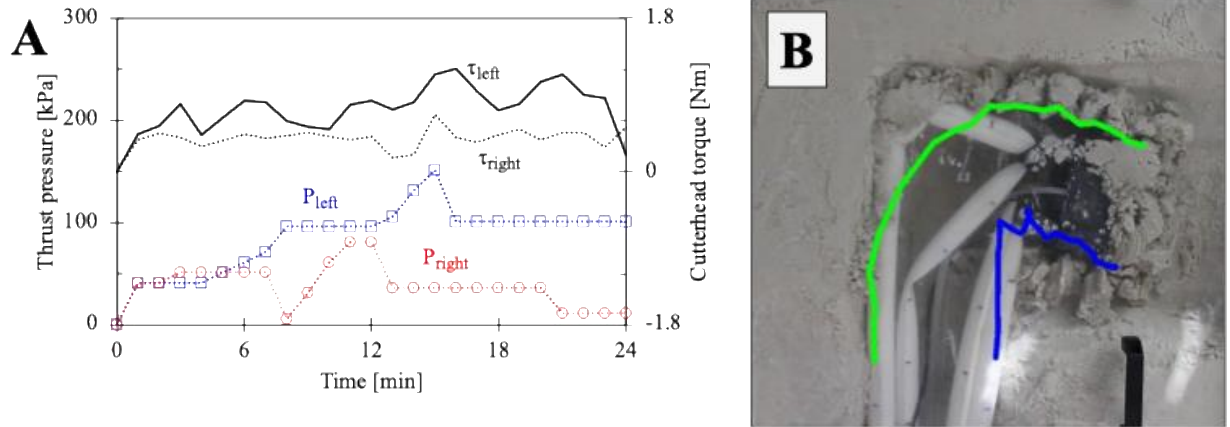 A
300
200
100
0
Thrust pressure [kPa]
τleft
τright
Pleft
Pright
1.8
0
-1.8
Cutterhead torque [Nm]
0
6
12
18
24
Time [min]
B